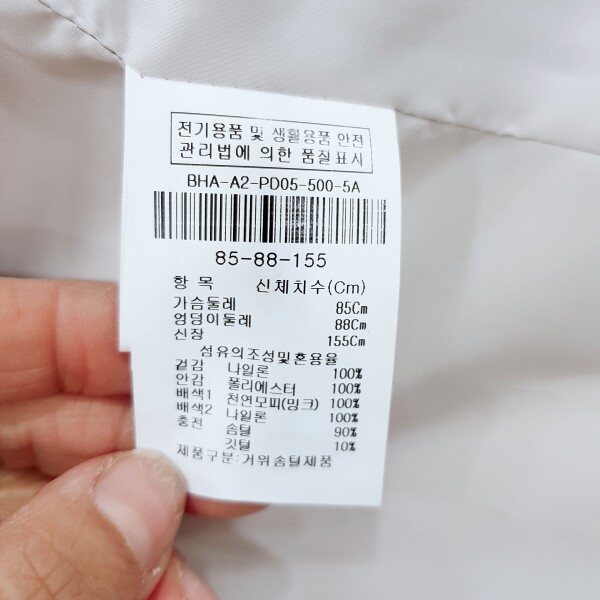 전기용품 및 생활용품 안전
관리법에 의한 품질표시
BHA-A2-PD05-500-5A
85-88-155
항 목 신체치수(Cm)
가슴둘레 85Cm
엉덩이둘레 88Cm
신장 155Cm
섬유의조성및혼용율
겉감 나일론 100%
안감 폴리에스터 100%
배색1 천연모피(밍크) 100%
배색2 나일론 100%
충전 솜털 90%
깃털 10%
제품구분:거위솜털제품